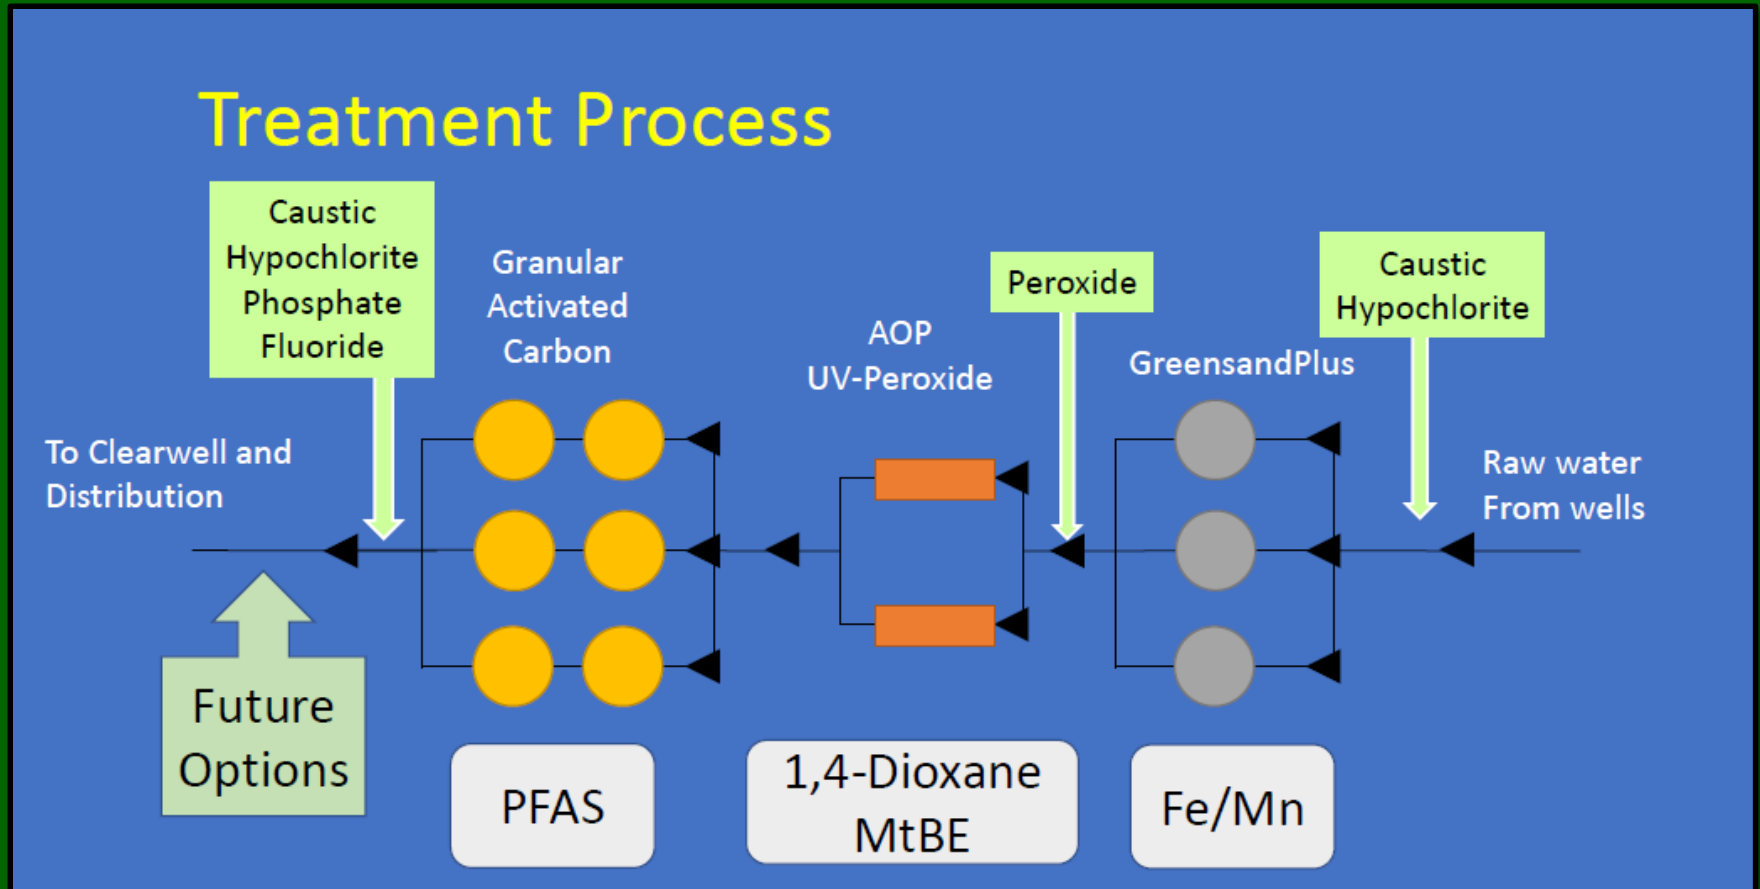 Treatment Process
Caustic
Hypochlorite
Phosphate
Fluoride
Granular
Activated
Carbon
AOP
UV-Peroxide
Peroxide
GreensandPlus
Caustic
Hypochlorite
To Clearwell and
Distribution
Raw water
From wells
Future
Options
PFAS
1,4-Dioxane
MtBE
Fe/Mn